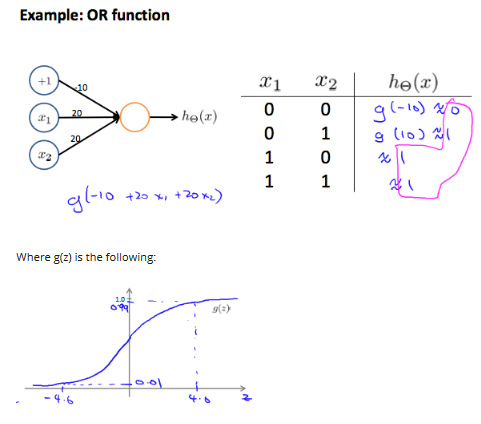 Example: OR function
+1
-10
x1
20
hΘ(x)
20
x2
g(-10 +20 x1 +20 x2)
x1 x2 hΘ(x)
0 0 g(-10) ≈ 0
0 1 g(10) ≈ 1
1 0 ≈ 1
1 1 ≈ 1
Where g(z) is the following:
1.0
0.99
g(z)
0.01
-4.6
4.6
z